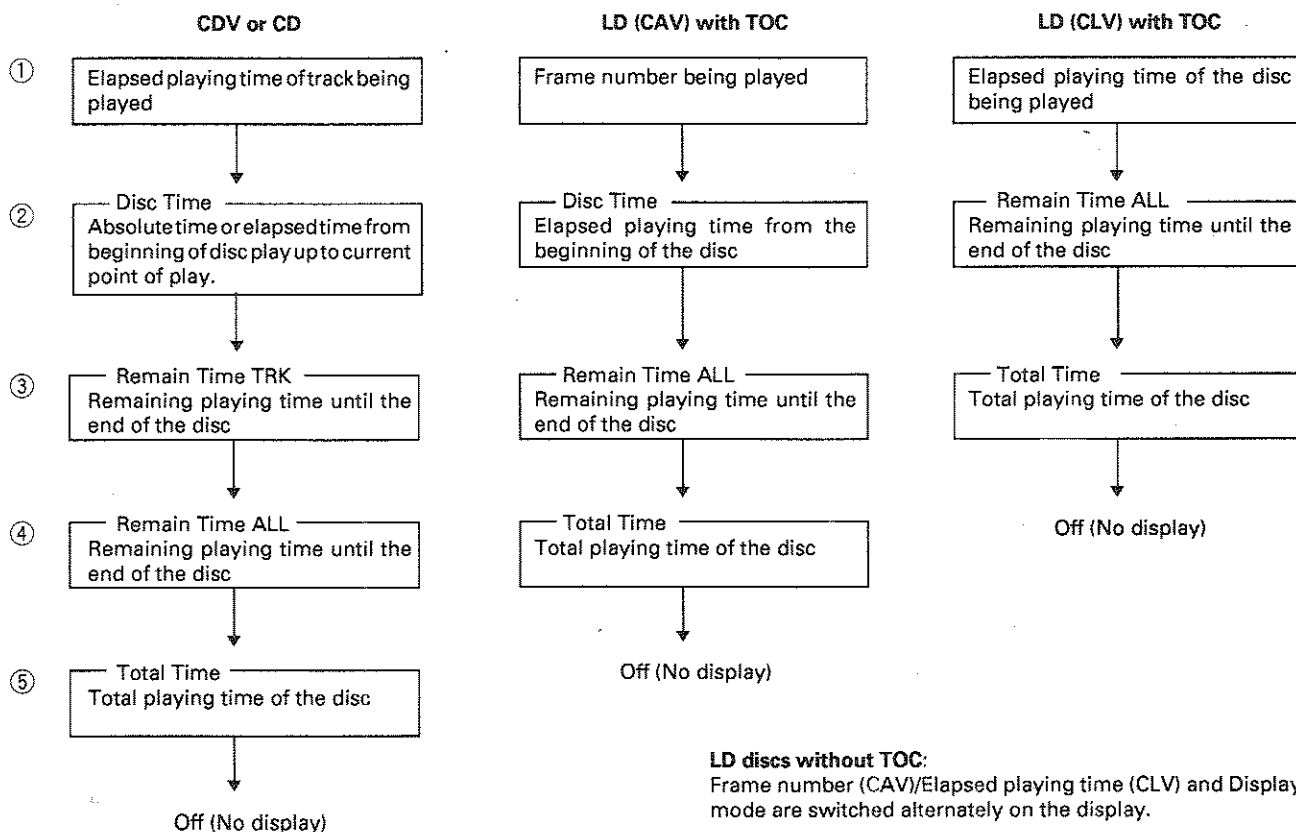 CDV or CD
①
Elapsed playing time of track being
played
②
Disc Time
Absolute time or elapsed time from
beginning of disc play up to current
point of play.
③
Remain Time TRK
Remaining playing time until the
end of the disc
④
Remain Time ALL
Remaining playing time until the
end of the disc
⑤
Total Time
Total playing time of the disc
Off (No display)
LD (CAV) with TOC
Frame number being played
Disc Time
Elapsed playing time from the
beginning of the disc
Remain Time ALL
Remaining playing time until the
end of the disc
Total Time
Total playing time of the disc
Off (No display)
LD (CLV) with TOC
Elapsed playing time of the disc
being played
Remain Time ALL
Remaining playing time until the
end of the disc
Total Time
Total playing time of the disc
Off (No display)
LD discs without TOC:
Frame number (CAV)/Elapsed playing time (CLV) and Display
mode are switched alternately on the display.